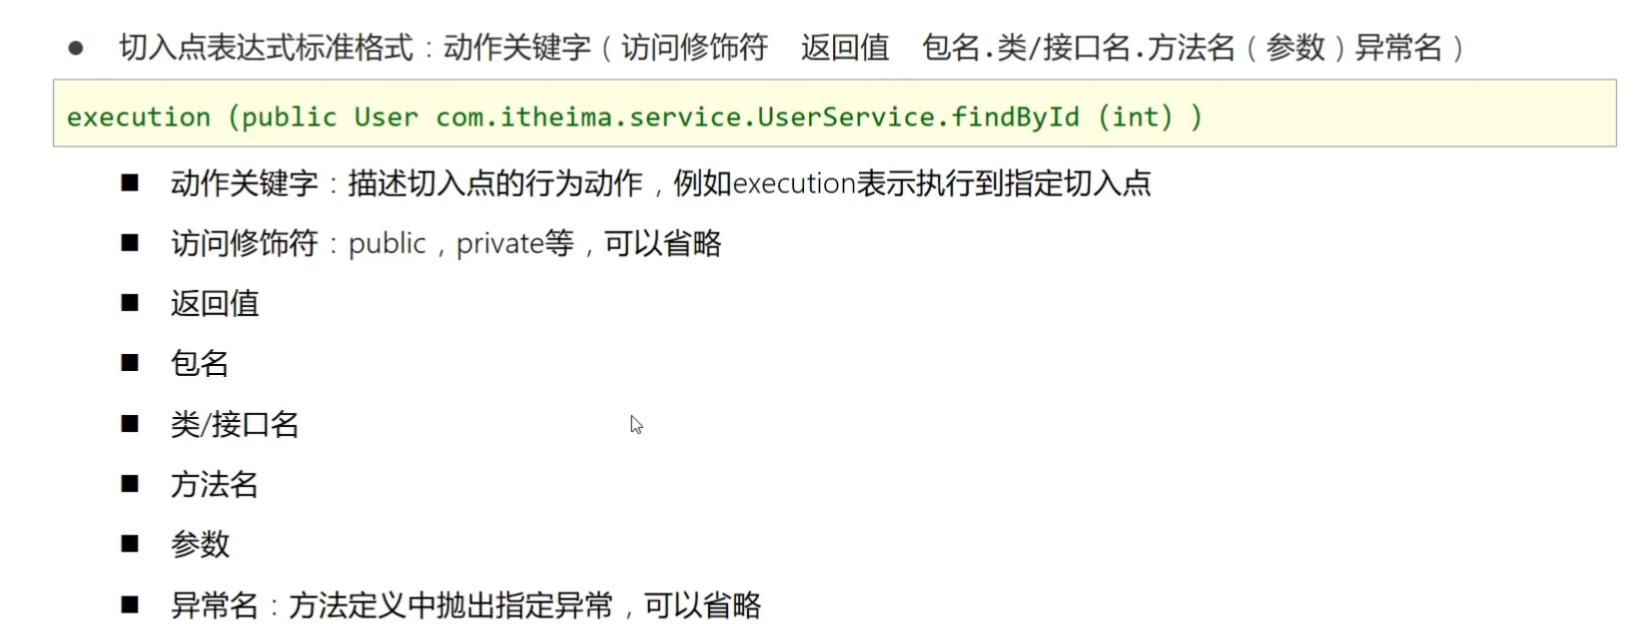 ● 切入点表达式标准格式：动作关键字（访问修饰符 返回值 包名.类/接口名.方法名（参数）异常名）
execution (public User com.itheima.service.UserService.findById (int) )
■ 动作关键字：描述切入点的行为动作，例如execution表示执行到指定切入点
■ 访问修饰符：public，private等，可以省略
■ 返回值
■ 包名
■ 类/接口名
■ 方法名
■ 参数
■ 异常名：方法定义中抛出指定异常，可以省略